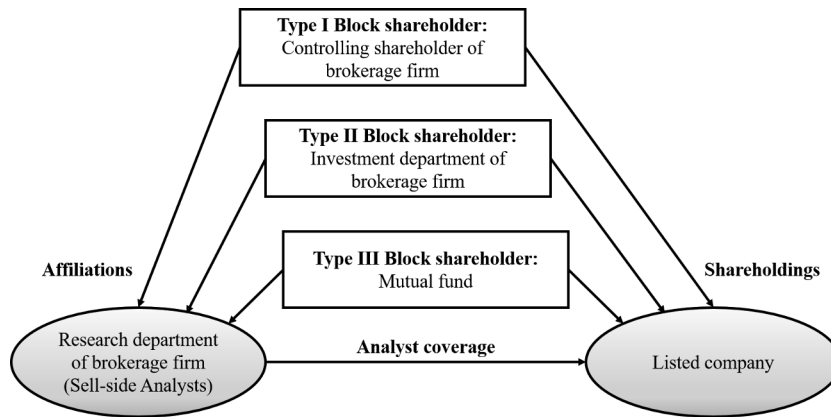 Type I Block shareholder:
Controlling shareholder of
brokerage firm
Type II Block shareholder:
Investment department of
brokerage firm
Type III Block shareholder:
Mutual fund
Affiliations
Shareholdings
Research department
of brokerage firm
(Sell-side Analysts)
Analyst coverage
Listed company